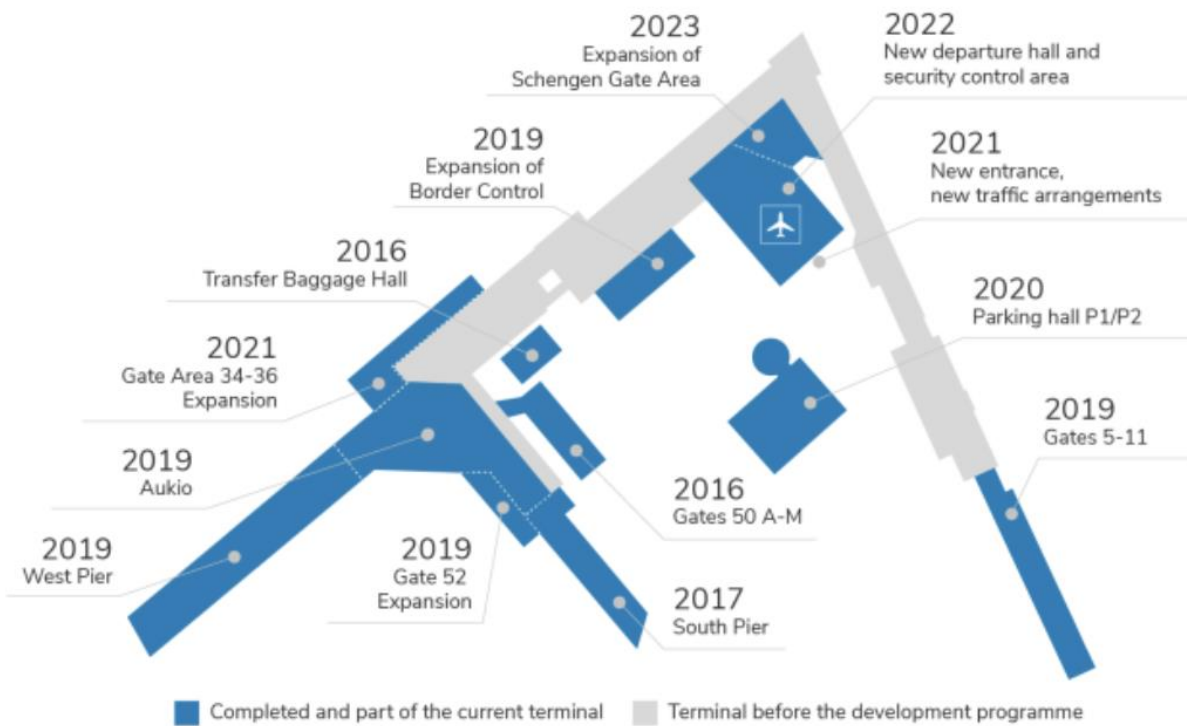 2023
Expansion of
Schengen Gate Area
2022
New departure hall and
security control area
2019
Expansion of
Border Control
2021
New entrance,
new traffic arrangements
2016
Transfer Baggage Hall
2020
Parking hall P1/P2
2021
Gate Area 34-36
Expansion
2019
Gates 5-11
2019
Aukio
2016
Gates 50 A-M
2019
West Pier
2019
Gate 52
Expansion
2017
South Pier
Completed and part of the current terminal
Terminal before the development programme